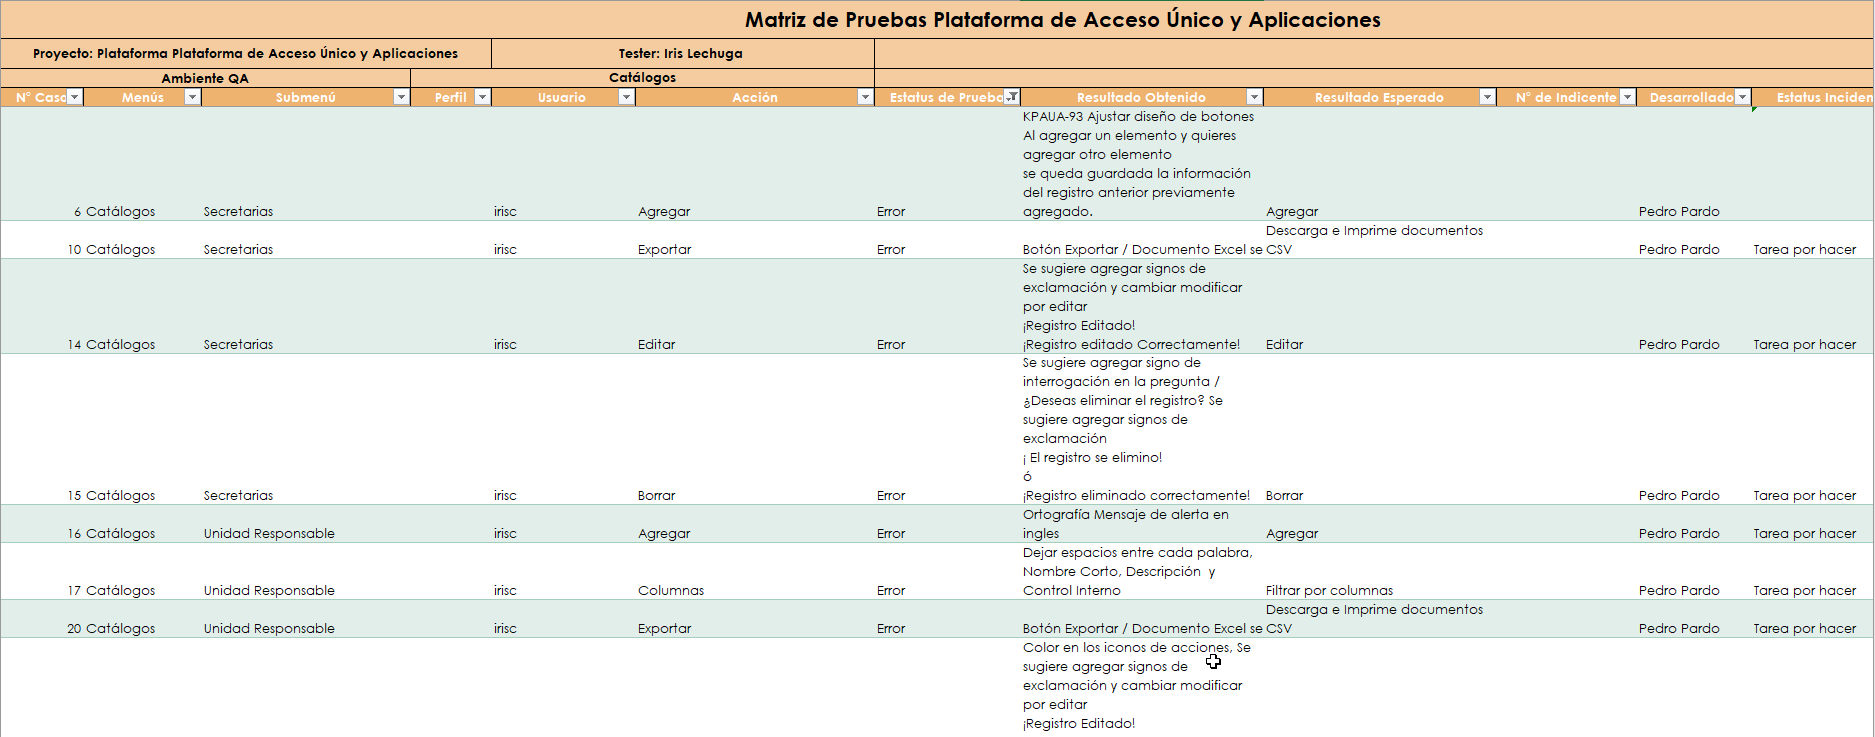 Matriz de Pruebas Plataforma de Acceso Único y Aplicaciones
Proyecto: Plataforma Plataforma de Acceso Único y Aplicaciones Tester: Iris Lechuga
Ambiente QA Catálogos
N° Caso Menús Submenú Perfil Usuario Acción Estatus de Prueba Resultado Obtenido Resultado Esperado N° de Indicente Desarrollado Estatus Inciden
KPAUA-93 Ajustar diseño de botones
Al agregar un elemento y quieres
agregar otro elemento
se queda guardada la información
del registro anterior previamente
6 Catálogos Secretarias irisc Agregar Error agregado. Agregar Pedro Pardo
Descarga e Imprime documentos
10 Catálogos Secretarias irisc Exportar Error Botón Exportar / Documento Excel se CSV Pedro Pardo Tarea por hacer
Se sugiere agregar signos de
exclamación y cambiar modificar
por editar
¡Registro Editado!
14 Catálogos Secretarias irisc Editar Error ¡Registro editado Correctamente! Editar Pedro Pardo Tarea por hacer
Se sugiere agregar signo de
interrogación en la pregunta /
¿Deseas eliminar el registro? Se
sugiere agregar signos de
exclamación
¡ El registro se elimino!
ó
15 Catálogos Secretarias irisc Borrar Error ¡Registro eliminado correctamente! Borrar Pedro Pardo Tarea por hacer
Ortografía Mensaje de alerta en
16 Catálogos Unidad Responsable irisc Agregar Error ingles Agregar Pedro Pardo Tarea por hacer
Dejar espacios entre cada palabra,
Nombre Corto, Descripción  y
17 Catálogos Unidad Responsable irisc Columnas Error Control Interno Filtrar por columnas Pedro Pardo Tarea por hacer
Descarga e Imprime documentos
20 Catálogos Unidad Responsable irisc Exportar Error Botón Exportar / Documento Excel se CSV Pedro Pardo Tarea por hacer
Color en los iconos de acciones, Se
sugiere agregar signos de
exclamación y cambiar modificar
por editar
¡Registro Editado!